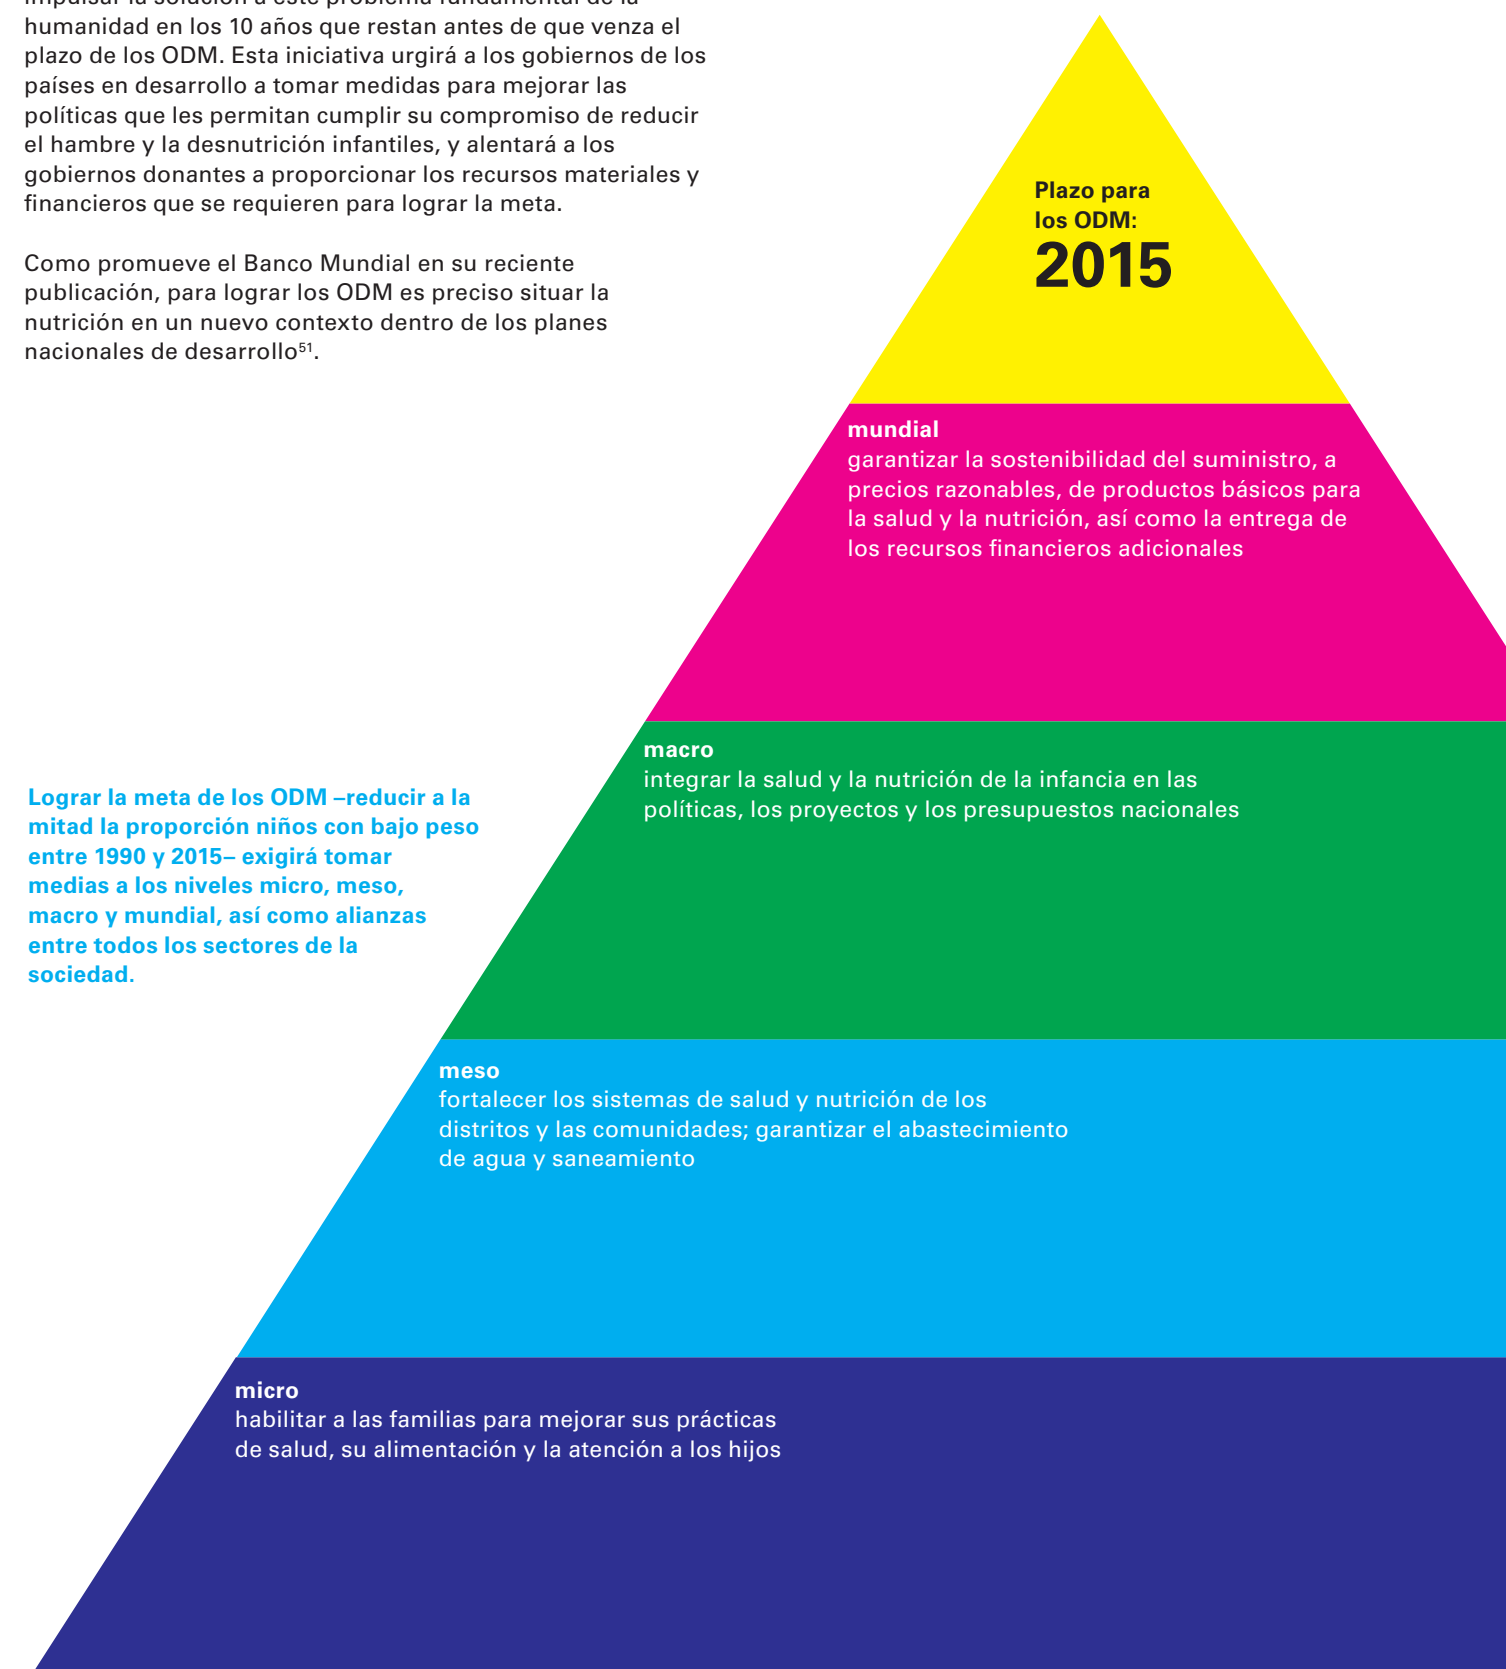 impulsar la solución a este problema fundamental de la
humanidad en los 10 años que restan antes de que venza el
plazo de los ODM. Esta iniciativa urgirá a los gobiernos de los
países en desarrollo a tomar medidas para mejorar las
políticas que les permitan cumplir su compromiso de reducir
el hambre y la desnutrición infantiles, y alentará a los
gobiernos donantes a proporcionar los recursos materiales y
financieros que se requieren para lograr la meta.
Como promueve el Banco Mundial en su reciente
publicación, para lograr los ODM es preciso situar la
nutrición en un nuevo contexto dentro de los planes
nacionales de desarrollo⁵¹.
Plazo para
los ODM:
2015
mundial
garantizar la sostenibilidad del suministro, a
precios razonables, de productos básicos para
la salud y la nutrición, así como la entrega de
los recursos financieros adicionales
macro
integrar la salud y la nutrición de la infancia en las
políticas, los proyectos y los presupuestos nacionales
Lograr la meta de los ODM –reducir a la
mitad la proporción niños con bajo peso
entre 1990 y 2015– exigirá tomar
medias a los niveles micro, meso,
macro y mundial, así como alianzas
entre todos los sectores de la
sociedad.
meso
fortalecer los sistemas de salud y nutrición de los
distritos y las comunidades; garantizar el abastecimiento
de agua y saneamiento
micro
habilitar a las familias para mejorar sus prácticas
de salud, su alimentación y la atención a los hijos